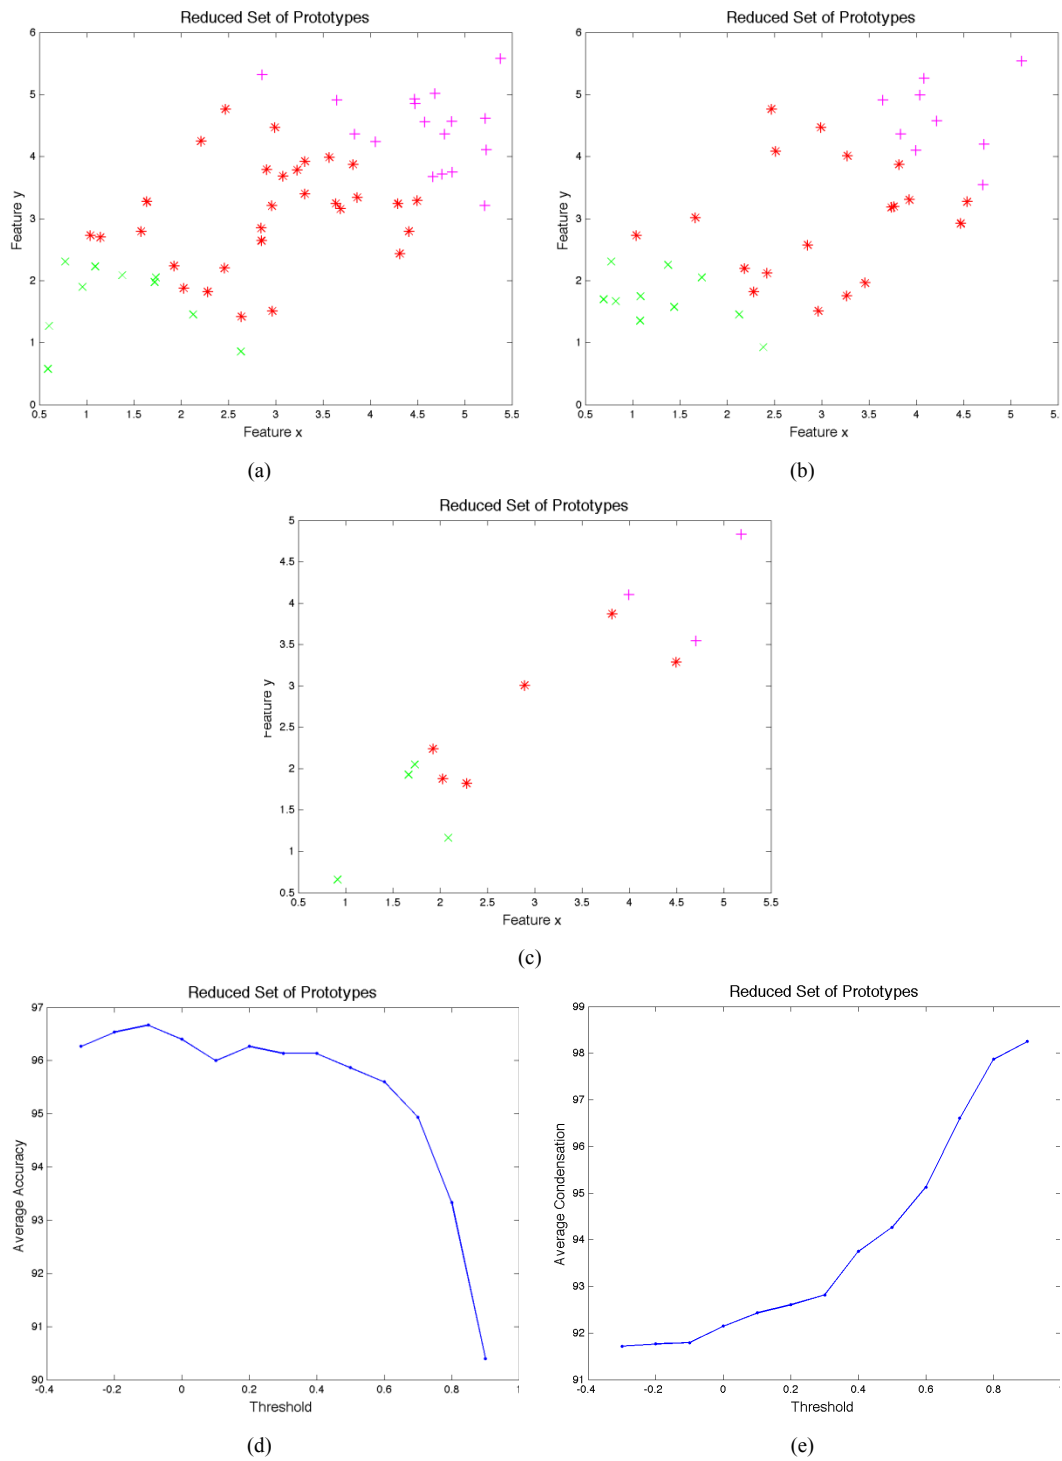 Reduced Set of Prototypes
6
5
4
3
2
1
0
Feature y
0.5 1 1.5 2 2.5 3 3.5 4 4.5 5 5.5
Feature x
(a)
Reduced Set of Prototypes
6
5
4
3
2
1
0
Feature y
0.5 1 1.5 2 2.5 3 3.5 4 4.5 5 5.
Feature x
(b)
Reduced Set of Prototypes
5
4.5
4
3.5
3
2.5
2
1.5
1
0.5
Feature y
0.5 1 1.5 2 2.5 3 3.5 4 4.5 5 5.5
Feature x
(c)
Reduced Set of Prototypes
97
96
95
94
93
92
91
90
Average Accuracy
-0.4 -0.2 0 0.2 0.4 0.6 0.8 1
Threshold
(d)
Reduced Set of Prototypes
99
98
97
96
95
94
93
92
91
Average Condensation
-0.4 -0.2 0 0.2 0.4 0.6 0.8 1
Threshold
(e)